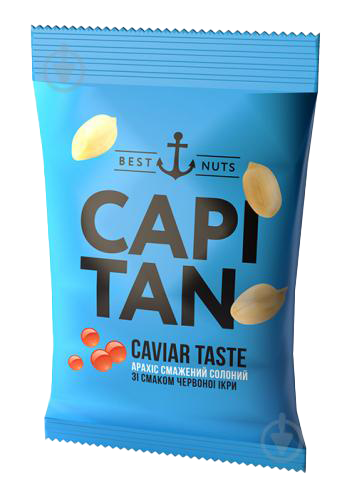 BEST NUTS
CAPI
TAN
CAVIAR TASTE
АРАХІС СМАЖЕНИЙ СОЛОНИЙ
ЗІ СМАКОМ ЧЕРВОНОЇ ІКРИ